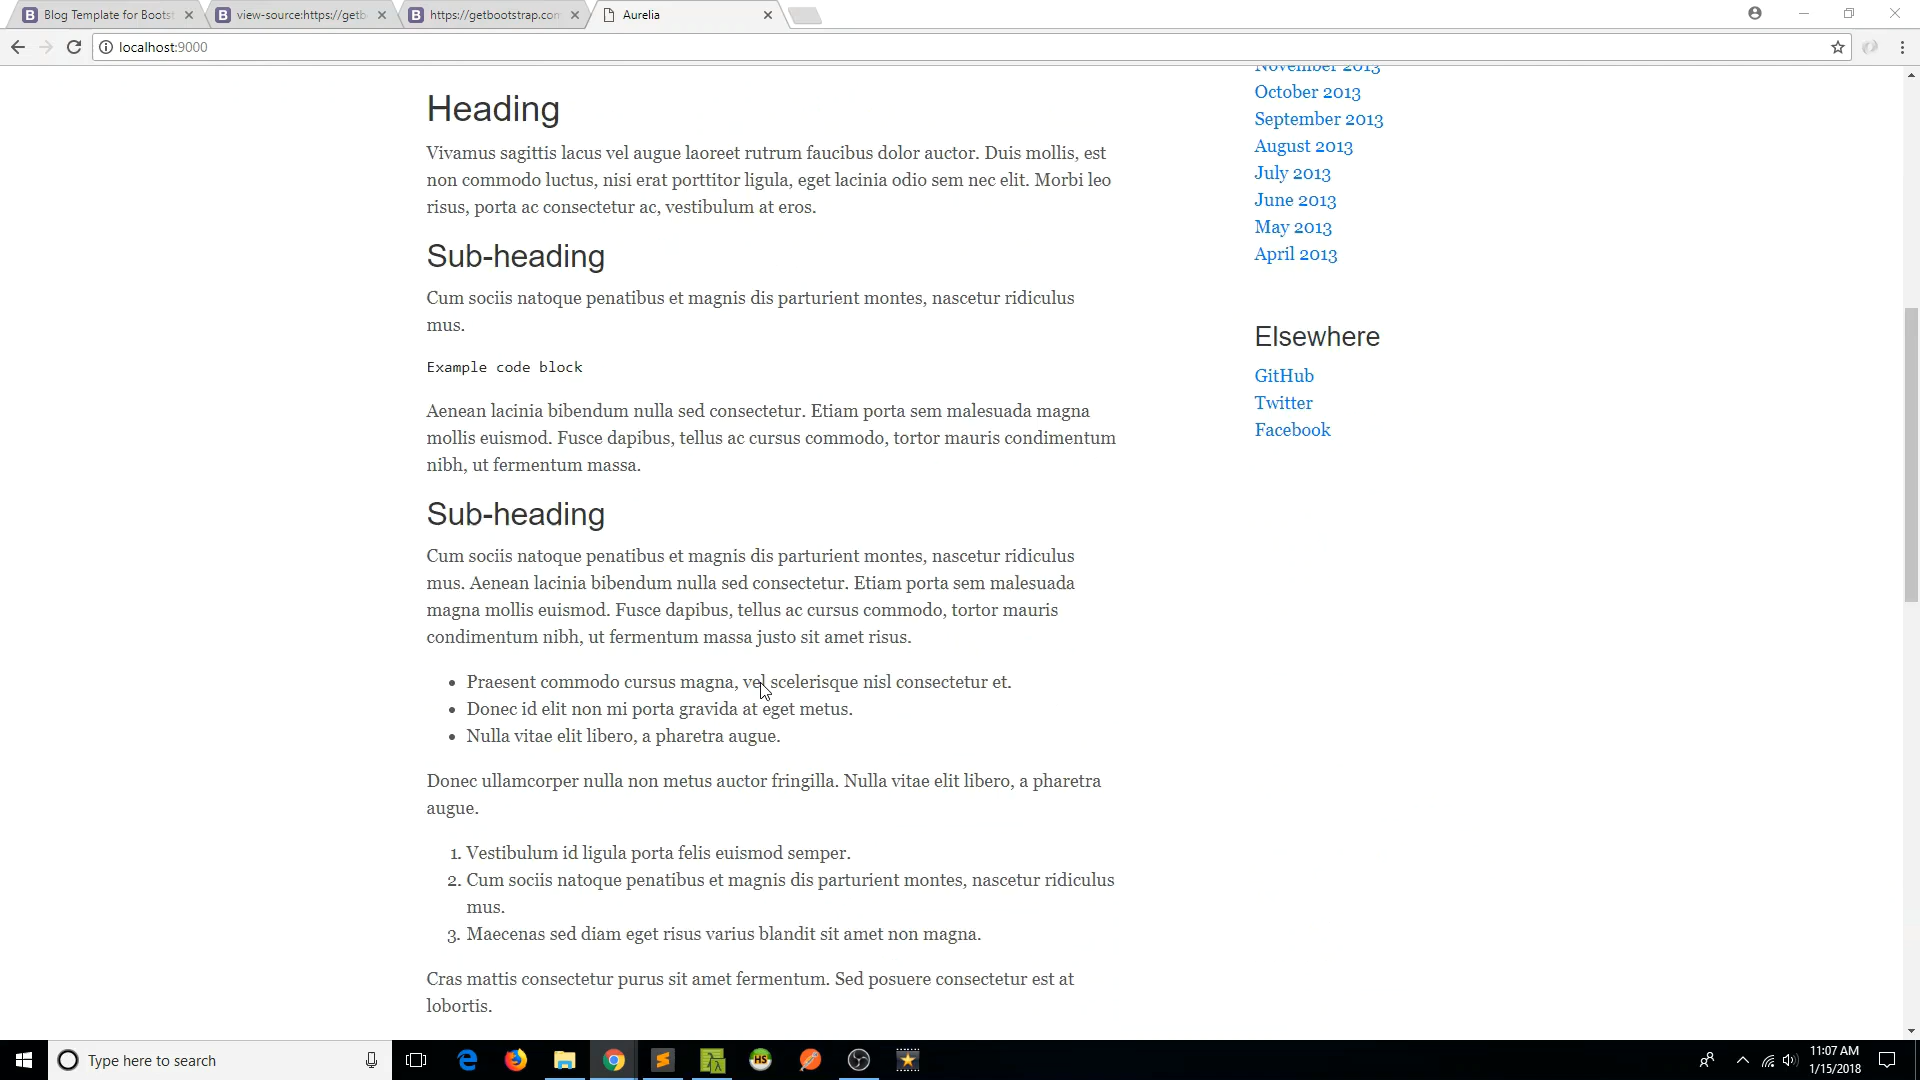 Blog Template for Bootst
view-source:https://getb
https://getbootstrap.com
Aurelia
localhost:9000
Heading
Vivamus sagittis lacus vel augue laoreet rutrum faucibus dolor auctor. Duis mollis, est
non commodo luctus, nisi erat porttitor ligula, eget lacinia odio sem nec elit. Morbi leo
risus, porta ac consectetur ac, vestibulum at eros.
Sub-heading
Cum sociis natoque penatibus et magnis dis parturient montes, nascetur ridiculus
mus.
Example code block
Aenean lacinia bibendum nulla sed consectetur. Etiam porta sem malesuada magna
mollis euismod. Fusce dapibus, tellus ac cursus commodo, tortor mauris condimentum
nibh, ut fermentum massa.
Sub-heading
Cum sociis natoque penatibus et magnis dis parturient montes, nascetur ridiculus
mus. Aenean lacinia bibendum nulla sed consectetur. Etiam porta sem malesuada
magna mollis euismod. Fusce dapibus, tellus ac cursus commodo, tortor mauris
condimentum nibh, ut fermentum massa justo sit amet risus.
• Praesent commodo cursus magna, vel scelerisque nisl consectetur et.
• Donec id elit non mi porta gravida at eget metus.
• Nulla vitae elit libero, a pharetra augue.
Donec ullamcorper nulla non metus auctor fringilla. Nulla vitae elit libero, a pharetra
augue.
1. Vestibulum id ligula porta felis euismod semper.
2. Cum sociis natoque penatibus et magnis dis parturient montes, nascetur ridiculus
mus.
3. Maecenas sed diam eget risus varius blandit sit amet non magna.
Cras mattis consectetur purus sit amet fermentum. Sed posuere consectetur est at
lobortis.
November 2013
October 2013
September 2013
August 2013
July 2013
June 2013
May 2013
April 2013
Elsewhere
GitHub
Twitter
Facebook
Type here to search
HS
11:07 AM
1/15/2018